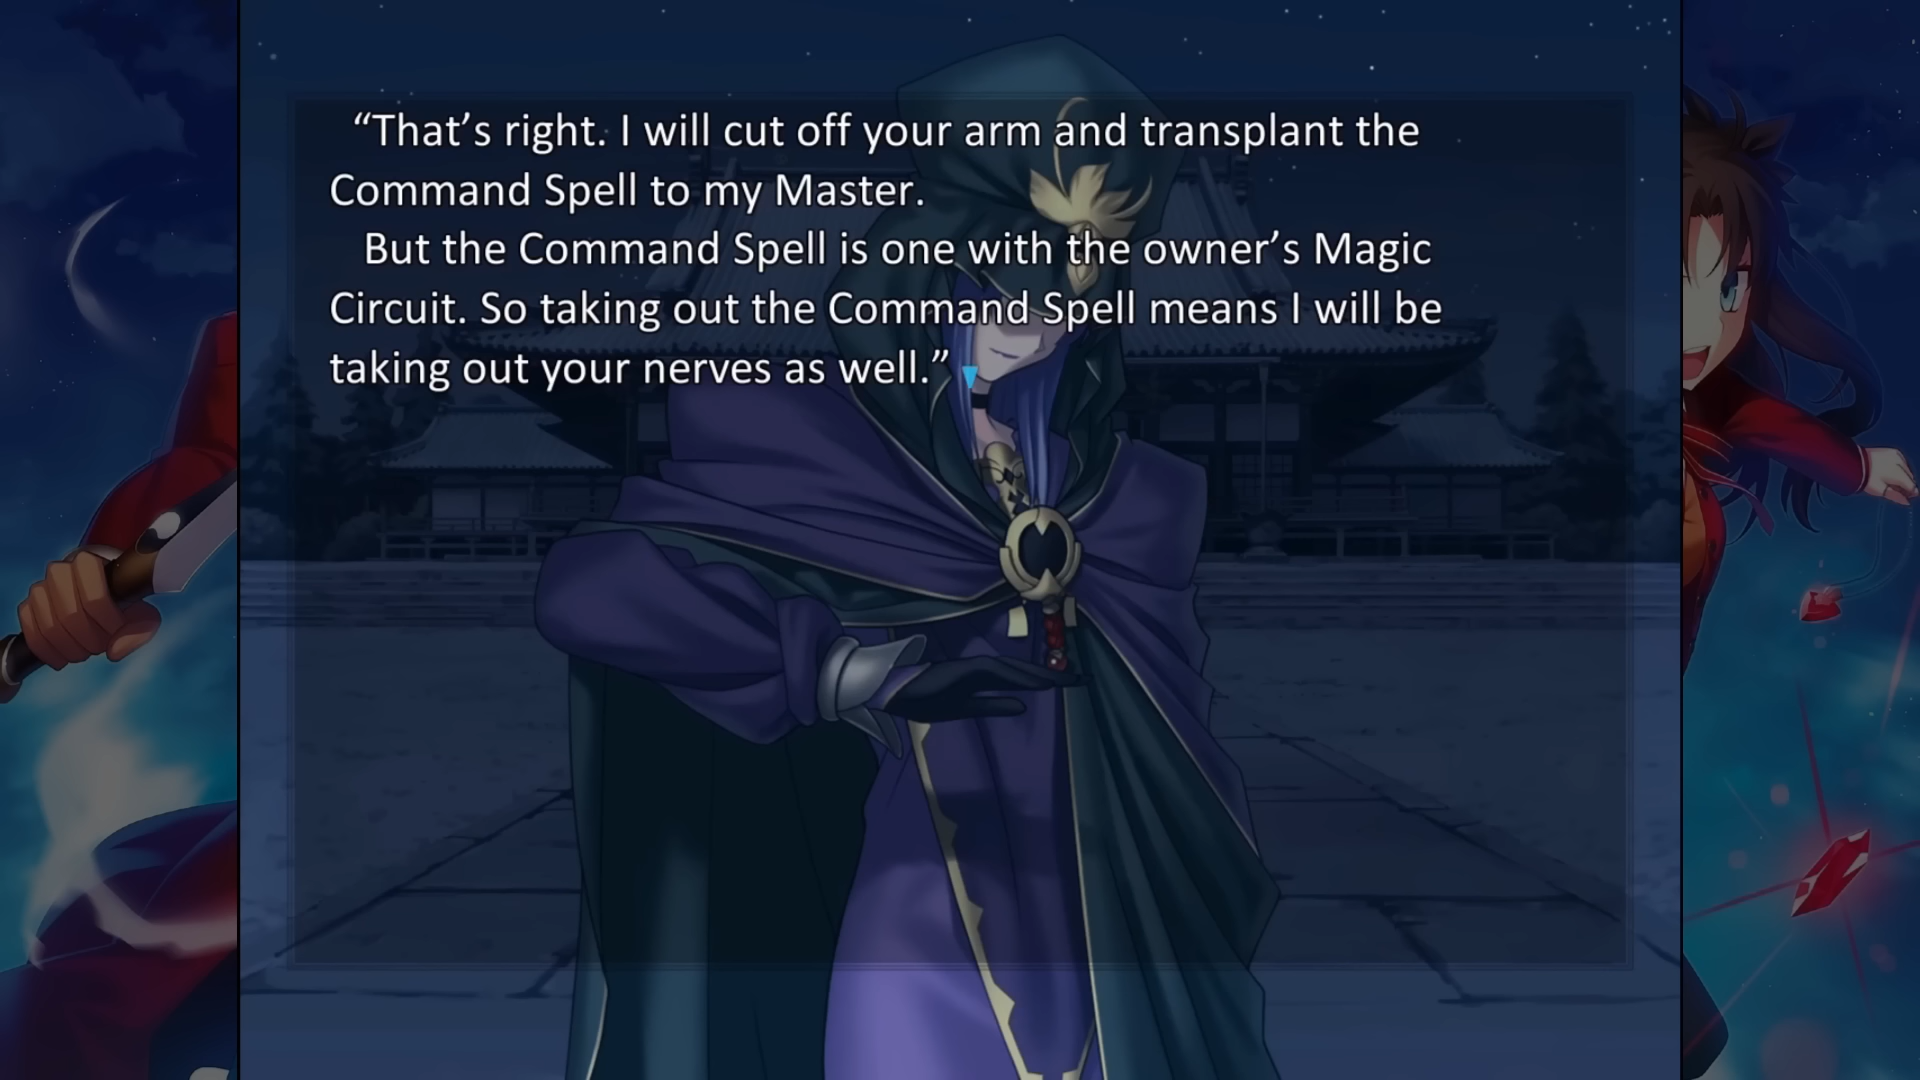 “That’s right. I will cut off your arm and transplant the
Command Spell to my Master.
But the Command Spell is one with the owner’s Magic
Circuit. So taking out the Command Spell means I will be
taking out your nerves as well.”